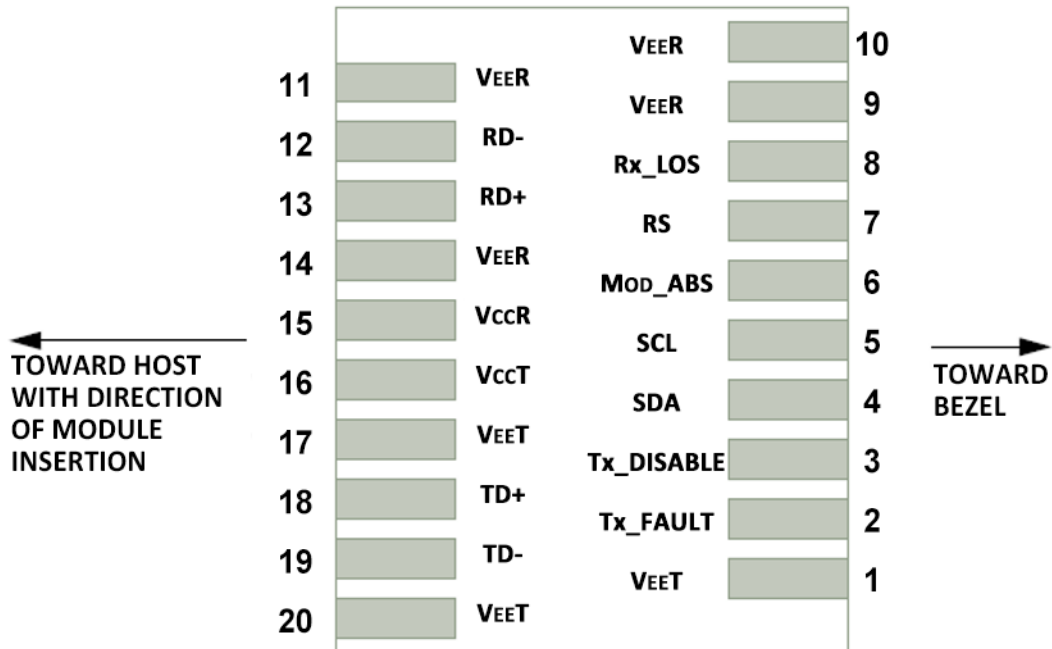 VEER 10
11 VEER
VEER 9
12 RD-
Rx_LOS 8
13 RD+
RS 7
14 VEER
MOD_ABS 6
15 VCCR
SCL 5
16 VCCT
SDA 4
17 VEET
Tx_DISABLE 3
18 TD+
Tx_FAULT 2
19 TD-
VEET 1
20 VEET
TOWARD HOST
WITH DIRECTION
OF MODULE
INSERTION
TOWARD
BEZEL